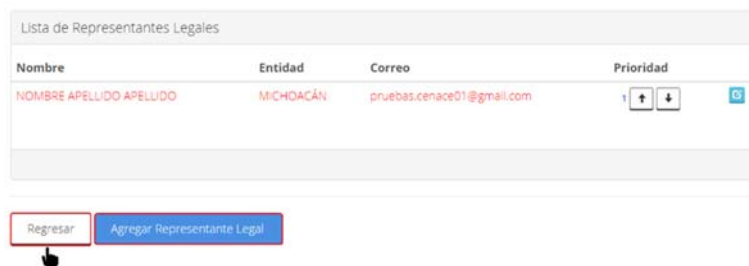 Lista de Representantes Legales
Nombre Entidad Correo Prioridad
NOMBRE APELLIDO APELLIDO MICHOACÁN pruebas.cenace01@gmail.com 1
Regresar Agregar Representante Legal